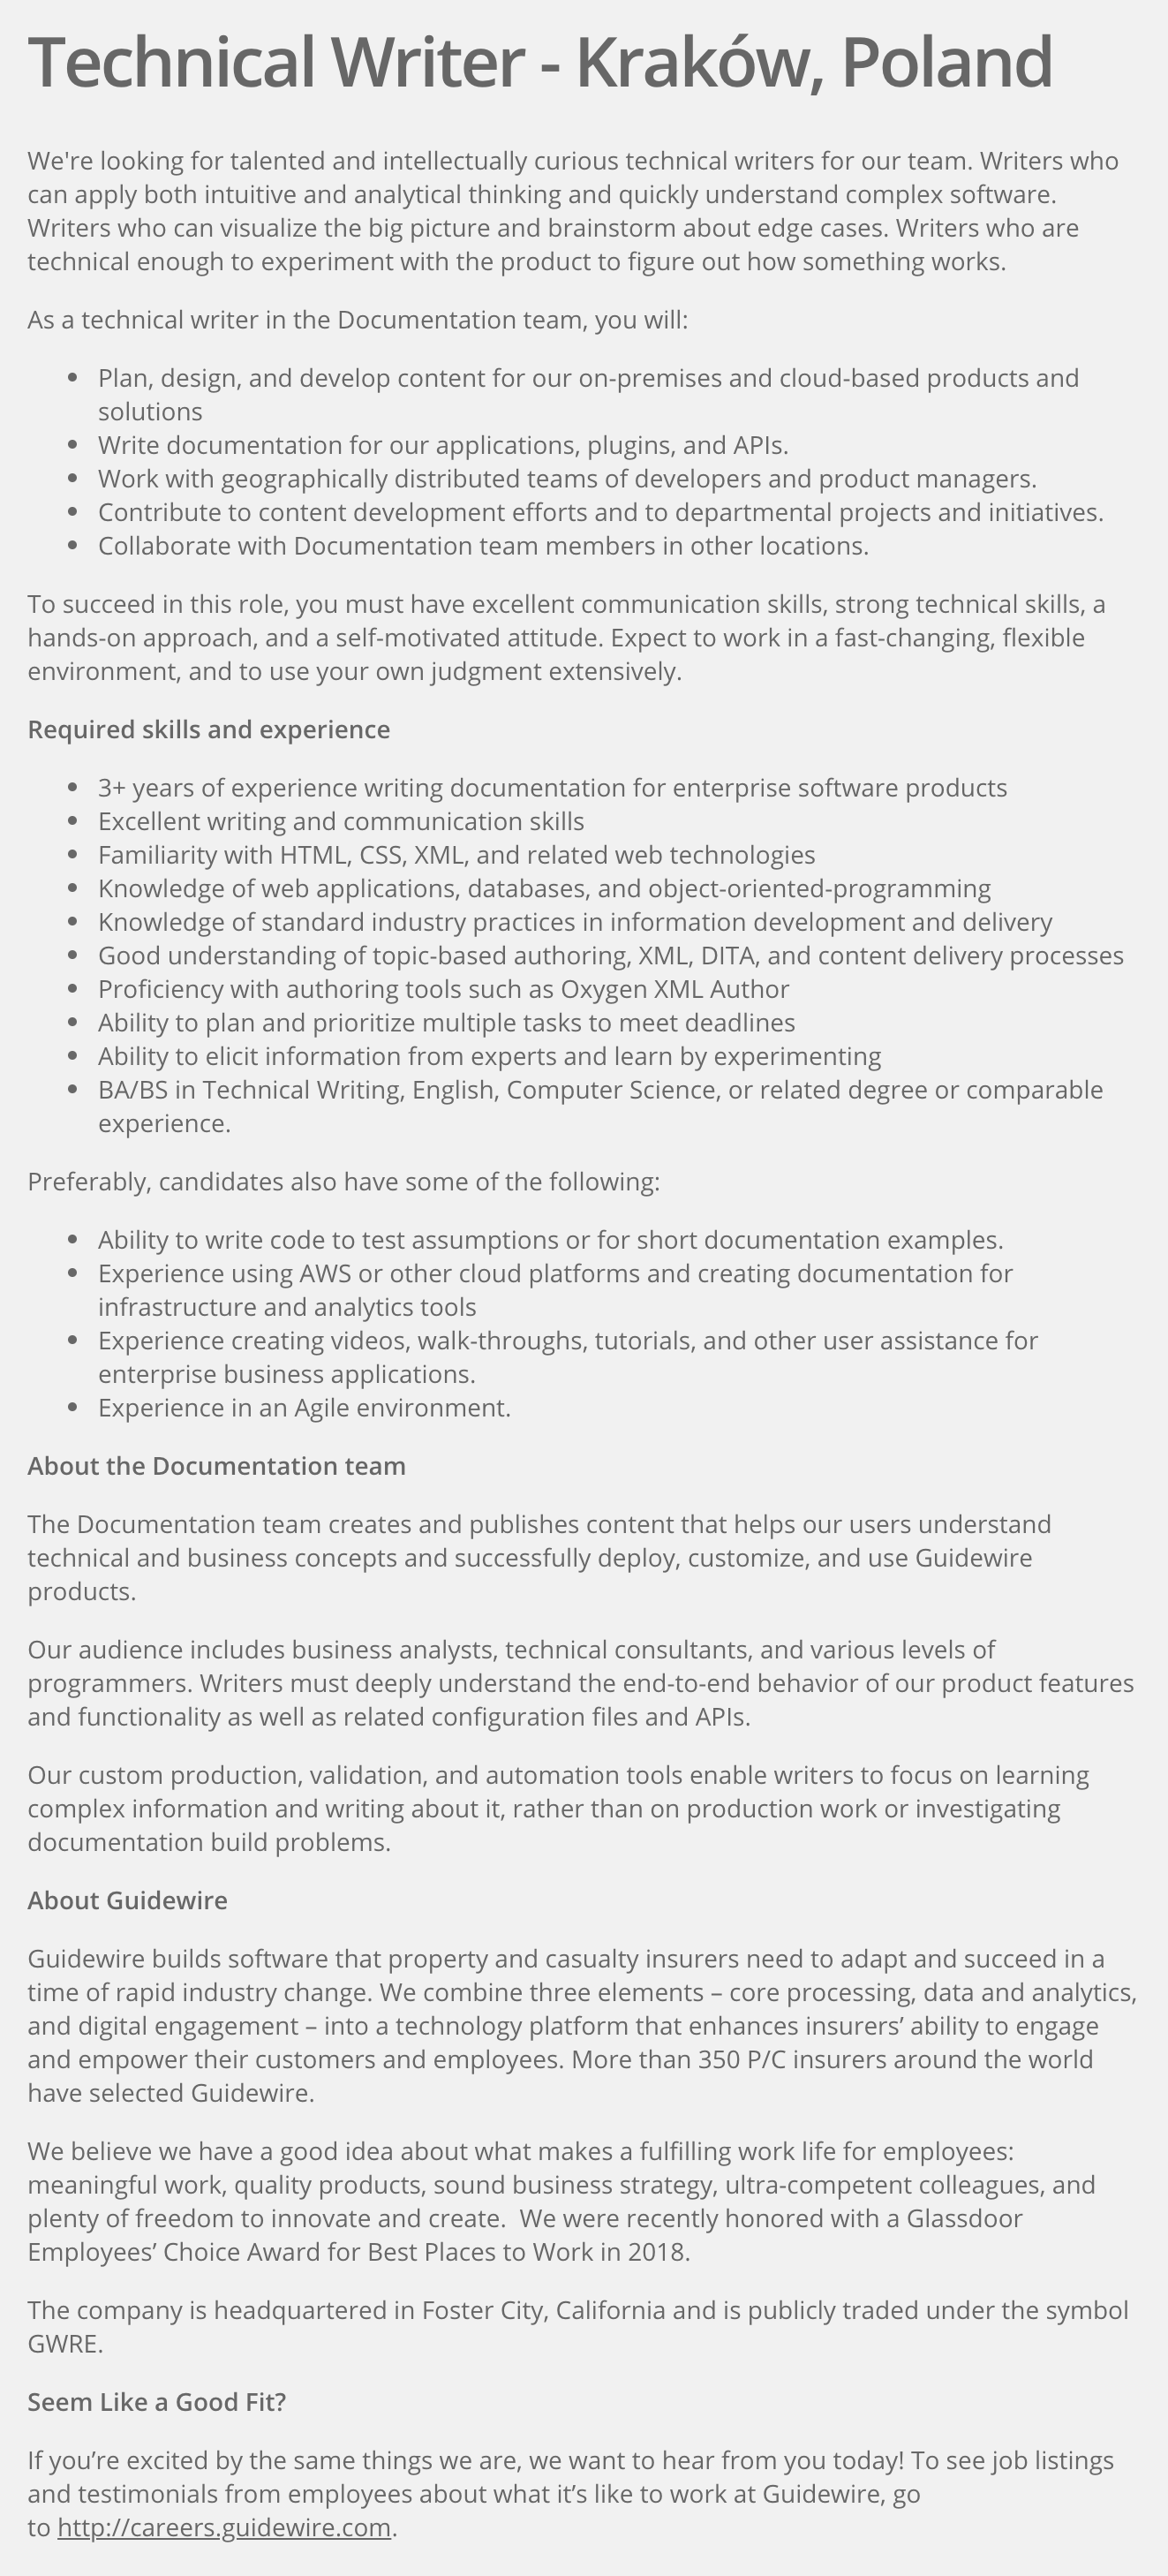 Technical Writer - Kraków, Poland
We're looking for talented and intellectually curious technical writers for our team. Writers who
can apply both intuitive and analytical thinking and quickly understand complex software.
Writers who can visualize the big picture and brainstorm about edge cases. Writers who are
technical enough to experiment with the product to figure out how something works.
As a technical writer in the Documentation team, you will:
• Plan, design, and develop content for our on-premises and cloud-based products and
solutions
• Write documentation for our applications, plugins, and APIs.
• Work with geographically distributed teams of developers and product managers.
• Contribute to content development efforts and to departmental projects and initiatives.
• Collaborate with Documentation team members in other locations.
To succeed in this role, you must have excellent communication skills, strong technical skills, a
hands-on approach, and a self-motivated attitude. Expect to work in a fast-changing, flexible
environment, and to use your own judgment extensively.
Required skills and experience
• 3+ years of experience writing documentation for enterprise software products
• Excellent writing and communication skills
• Familiarity with HTML, CSS, XML, and related web technologies
• Knowledge of web applications, databases, and object-oriented-programming
• Knowledge of standard industry practices in information development and delivery
• Good understanding of topic-based authoring, XML, DITA, and content delivery processes
• Proficiency with authoring tools such as Oxygen XML Author
• Ability to plan and prioritize multiple tasks to meet deadlines
• Ability to elicit information from experts and learn by experimenting
• BA/BS in Technical Writing, English, Computer Science, or related degree or comparable
experience.
Preferably, candidates also have some of the following:
• Ability to write code to test assumptions or for short documentation examples.
• Experience using AWS or other cloud platforms and creating documentation for
infrastructure and analytics tools
• Experience creating videos, walk-throughs, tutorials, and other user assistance for
enterprise business applications.
• Experience in an Agile environment.
About the Documentation team
The Documentation team creates and publishes content that helps our users understand
technical and business concepts and successfully deploy, customize, and use Guidewire
products.
Our audience includes business analysts, technical consultants, and various levels of
programmers. Writers must deeply understand the end-to-end behavior of our product features
and functionality as well as related configuration files and APIs.
Our custom production, validation, and automation tools enable writers to focus on learning
complex information and writing about it, rather than on production work or investigating
documentation build problems.
About Guidewire
Guidewire builds software that property and casualty insurers need to adapt and succeed in a
time of rapid industry change. We combine three elements – core processing, data and analytics,
and digital engagement – into a technology platform that enhances insurers’ ability to engage
and empower their customers and employees. More than 350 P/C insurers around the world
have selected Guidewire.
We believe we have a good idea about what makes a fulfilling work life for employees:
meaningful work, quality products, sound business strategy, ultra-competent colleagues, and
plenty of freedom to innovate and create.  We were recently honored with a Glassdoor
Employees’ Choice Award for Best Places to Work in 2018.
The company is headquartered in Foster City, California and is publicly traded under the symbol
GWRE.
Seem Like a Good Fit?
If you’re excited by the same things we are, we want to hear from you today! To see job listings
and testimonials from employees about what it’s like to work at Guidewire, go
to http://careers.guidewire.com.